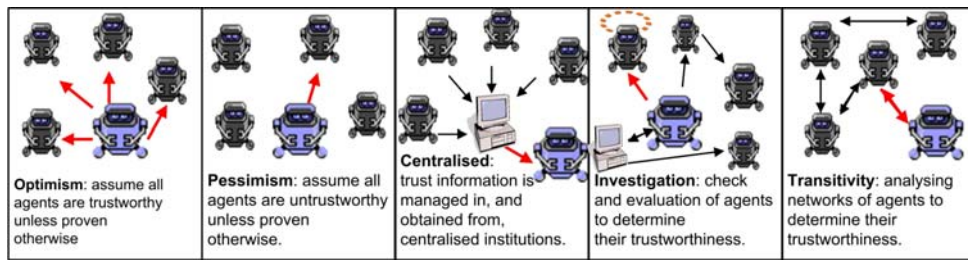 Optimism: assume all
agents are trustworthy
unless proven
otherwise
Pessimism: assume all
agents are untrustworthy
unless proven
otherwise.
Centralised:
trust information is
managed in, and
obtained from,
centralised institutions.
Investigation: check
and evaluation of agents
to determine
their trustworthiness.
Transitivity: analysing
networks of agents to
determine their
trustworthiness.